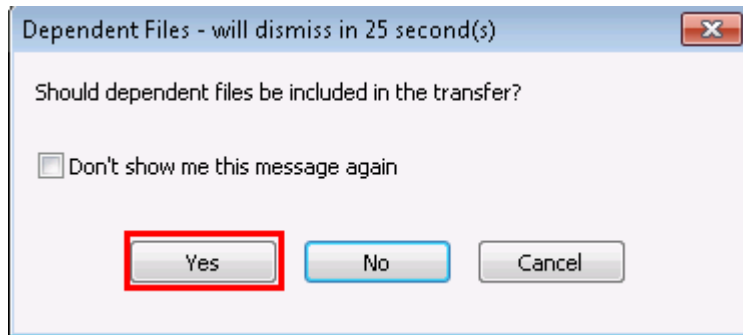 Dependent Files - will dismiss in 25 second(s)
Should dependent files be included in the transfer?
Don't show me this message again
Yes No Cancel